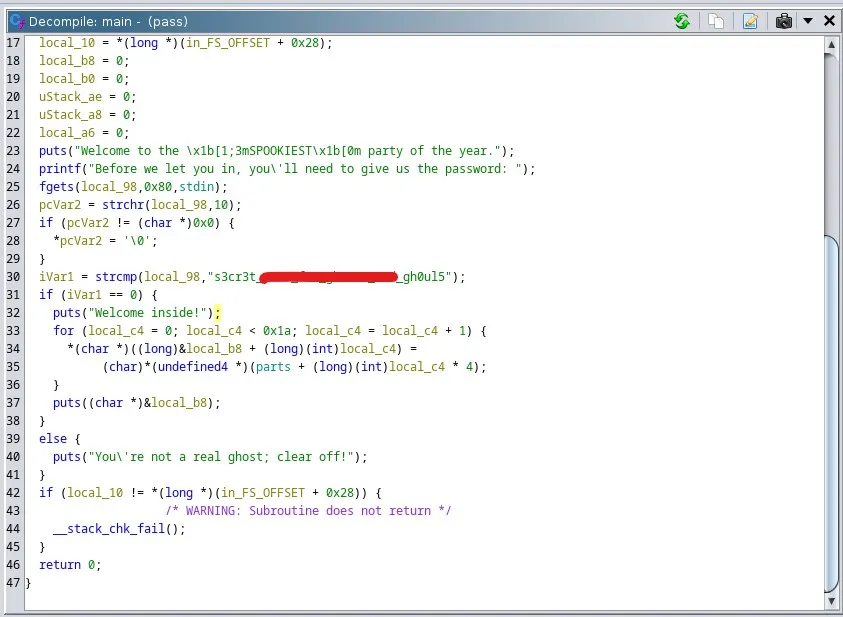 Decompile: main - (pass)
17 local_10 = *(long *)(in_FS_OFFSET + 0x28);
18 local_b8 = 0;
19 local_b0 = 0;
20 uStack_ae = 0;
21 uStack_a8 = 0;
22 local_a6 = 0;
23 puts("Welcome to the \x1b[1;3mSPOOKIEST\x1b[0m party of the year.");
24 printf("Before we let you in, you\'ll need to give us the password: ");
25 fgets(local_98,0x80,stdin);
26 pcVar2 = strchr(local_98,10);
27 if (pcVar2 != (char *)0x0) {
28 *pcVar2 = '\0';
29 }
30 iVar1 = strcmp(local_98,"s3cr3t_ _gh0ul5");
31 if (iVar1 == 0) {
32 puts("Welcome inside!");
33 for (local_c4 = 0; local_c4 < 0x1a; local_c4 = local_c4 + 1) {
34 *(char *)((long)&local_b8 + (long)(int)local_c4) =
35 (char)*(undefined4 *)(parts + (long)(int)local_c4 * 4);
36 }
37 puts((char *)&local_b8);
38 }
39 else {
40 puts("You\'re not a real ghost; clear off!");
41 }
42 if (local_10 != *(long *)(in_FS_OFFSET + 0x28)) {
43 /* WARNING: Subroutine does not return */
44 __stack_chk_fail();
45 }
46 return 0;
47 }